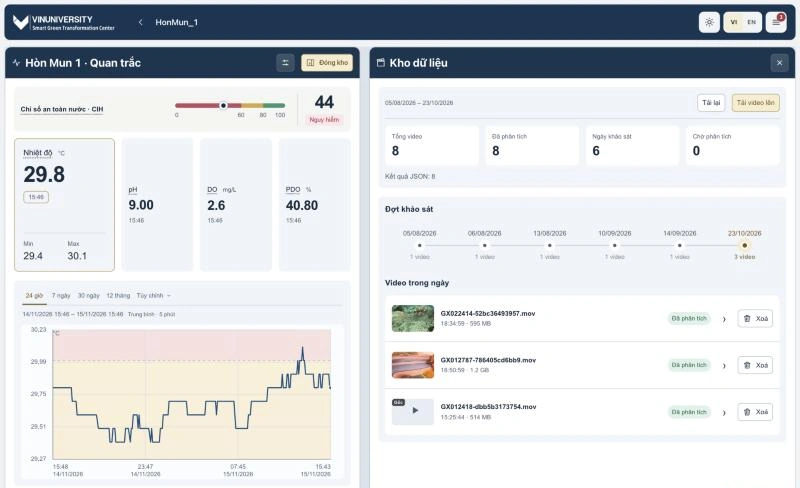 VINUNIVERSITY
Smart Green Transformation Center
HonMun_1
VI EN
3
Hòn Mun 1 · Quan trắc
Đóng kho
Chỉ số an toàn nước · CIH
0 60 80 100
44
Nguy hiểm
Nhiệt độ °C
29.8
15:46
Min Max
29.4 30.1
pH
9.00
15:46
DO mg/L
2.6
15:46
PDO %
40.80
15:46
24 giờ 7 ngày 30 ngày 12 tháng Tùy chỉnh
14/11/2026 15:46 – 15/11/2026 15:46 Trung bình · 5 phút
°C
30,23
29,99
29,75
29,51
29,27
15:48 23:47 07:45 15:43
14/11/2026 14/11/2026 15/11/2026 15/11/2026
Kho dữ liệu
05/08/2026 – 23/10/2026
Tải lại
Tải video lên
Tổng video
8
Đã phân tích
8
Ngày khảo sát
6
Chờ phân tích
0
Kết quả JSON: 8
Đợt khảo sát
05/08/2026 06/08/2026 13/08/2026 10/09/2026 14/09/2026 23/10/2026
1 video 1 video 1 video 1 video 1 video 3 video
Video trong ngày
GX022414-52bc36493957.mov
18:34:59 · 595 MB
Đã phân tích
Xoá
GX012787-786405cd6bb9.mov
16:50:59 · 1.2 GB
Đã phân tích
Xoá
Gốc
GX012418-dbb5b3173754.mov
15:25:44 · 514 MB
Đã phân tích
Xoá